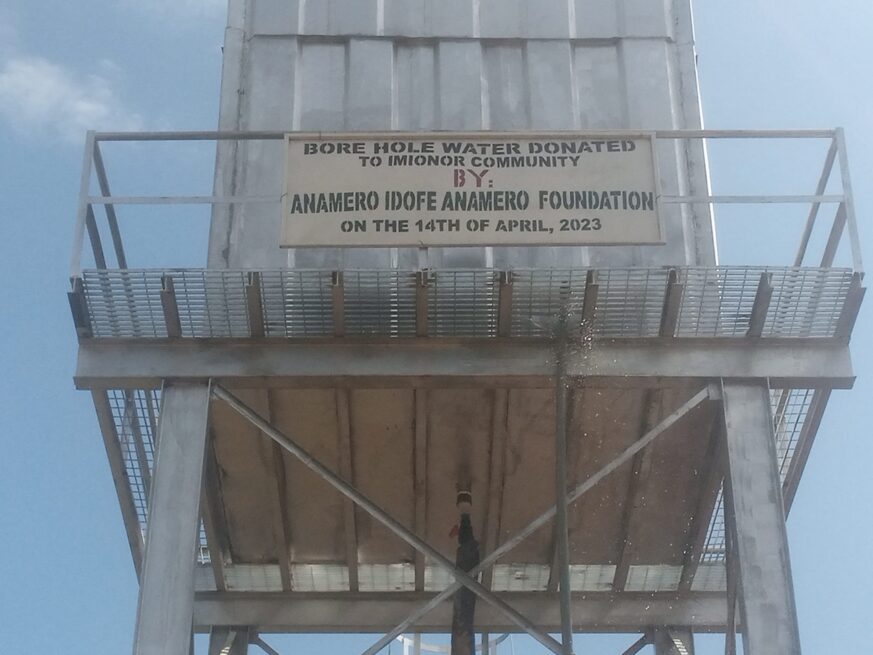 BORE HOLE WATER DONATED
TO IMIONOR COMMUNITY
BY:
ANAMERO IDOFE ANAMERO FOUNDATION
ON THE 14TH OF APRIL, 2023